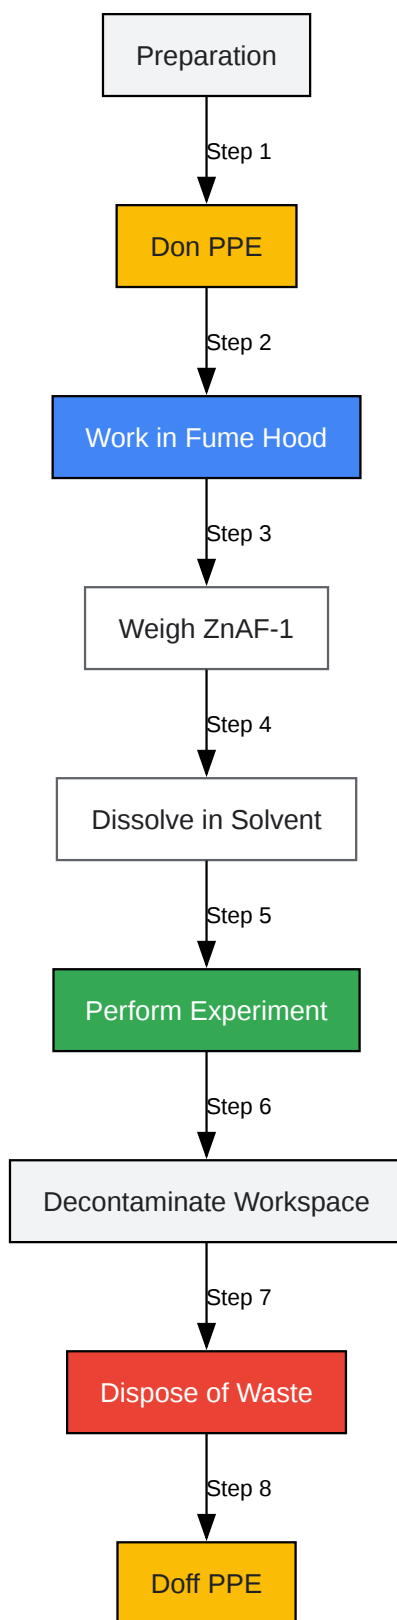 Preparation
Step 1
Don PPE
Step 2
Work in Fume Hood
Step 3
Weigh ZnAF-1
Step 4
Dissolve in Solvent
Step 5
Perform Experiment
Step 6
Decontaminate Workspace
Step 7
Dispose of Waste
Step 8
Doff PPE